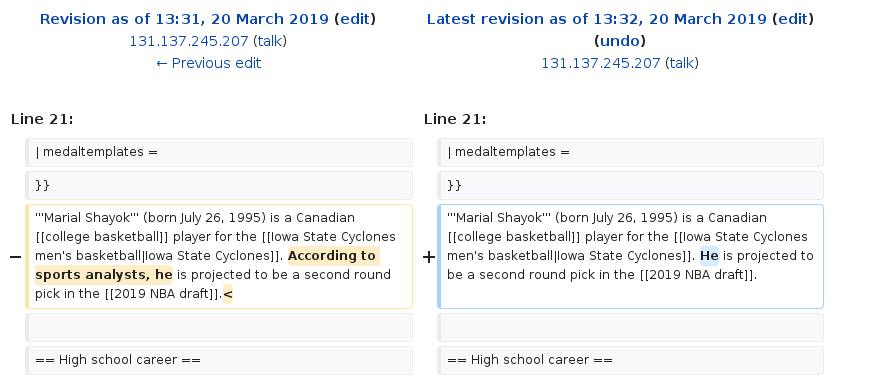 Revision as of 13:31, 20 March 2019 (edit)
131.137.245.207 (talk)
← Previous edit
Latest revision as of 13:32, 20 March 2019 (edit)
(undo)
131.137.245.207 (talk)
Line 21:
Line 21:
| medaltemplates =
| medaltemplates =
}}
}}
−
'''Marial Shayok''' (born July 26, 1995) is a Canadian
[[college basketball]] player for the [[Iowa State Cyclones
men's basketball|Iowa State Cyclones]]. According to
sports analysts, he is projected to be a second round
pick in the [[2019 NBA draft]].<
+
'''Marial Shayok''' (born July 26, 1995) is a Canadian
[[college basketball]] player for the [[Iowa State Cyclones
men's basketball|Iowa State Cyclones]]. He is projected to
be a second round pick in the [[2019 NBA draft]].
== High school career ==
== High school career ==